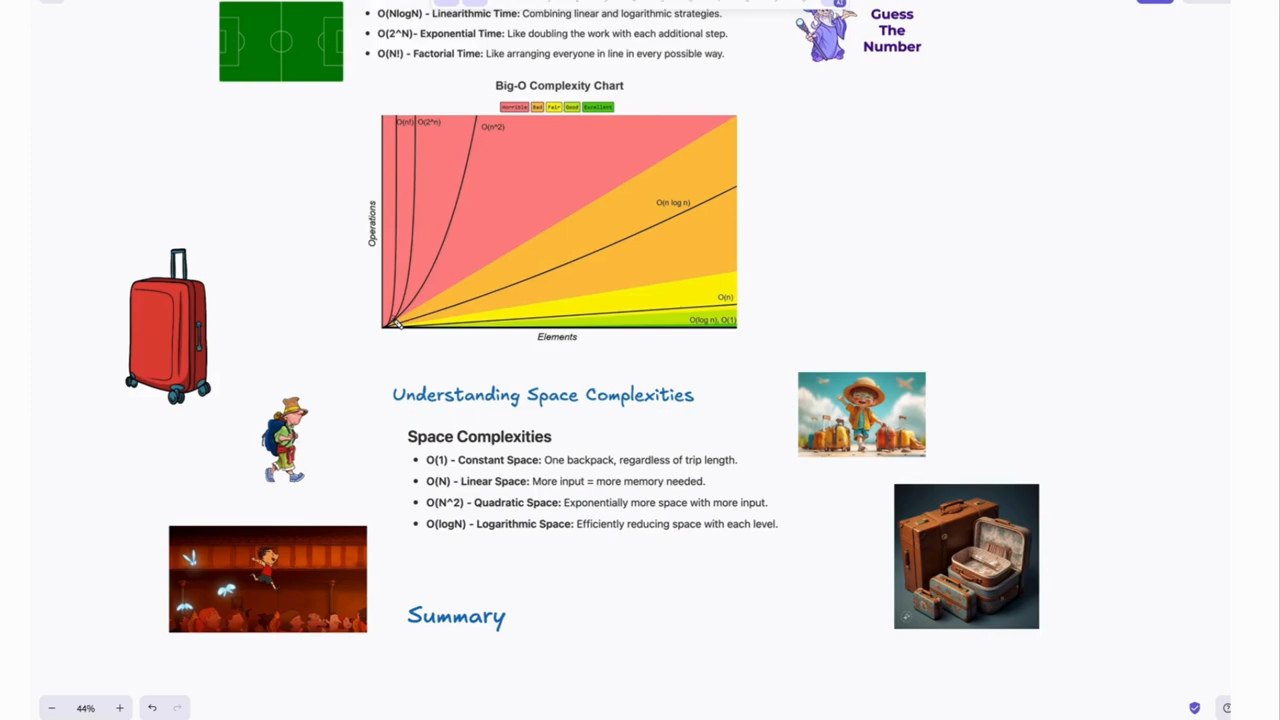 O(NlogN) - Linearithmic Time: Combining linear and logarithmic strategies.
O(2^N)- Exponential Time: Like doubling the work with each additional step.
O(N!) - Factorial Time: Like arranging everyone in line in every possible way.
AI
Guess
The
Number
Big-O Complexity Chart
Horrible Bad Fair Good Excellent
O(n!) O(2^n)
O(n^2)
O(n log n)
O(n)
O(log n), O(1)
Operations
Elements
Understanding Space Complexities
Space Complexities
O(1) - Constant Space: One backpack, regardless of trip length.
O(N) - Linear Space: More input = more memory needed.
O(N^2) - Quadratic Space: Exponentially more space with more input.
O(logN) - Logarithmic Space: Efficiently reducing space with each level.
Summary
44%